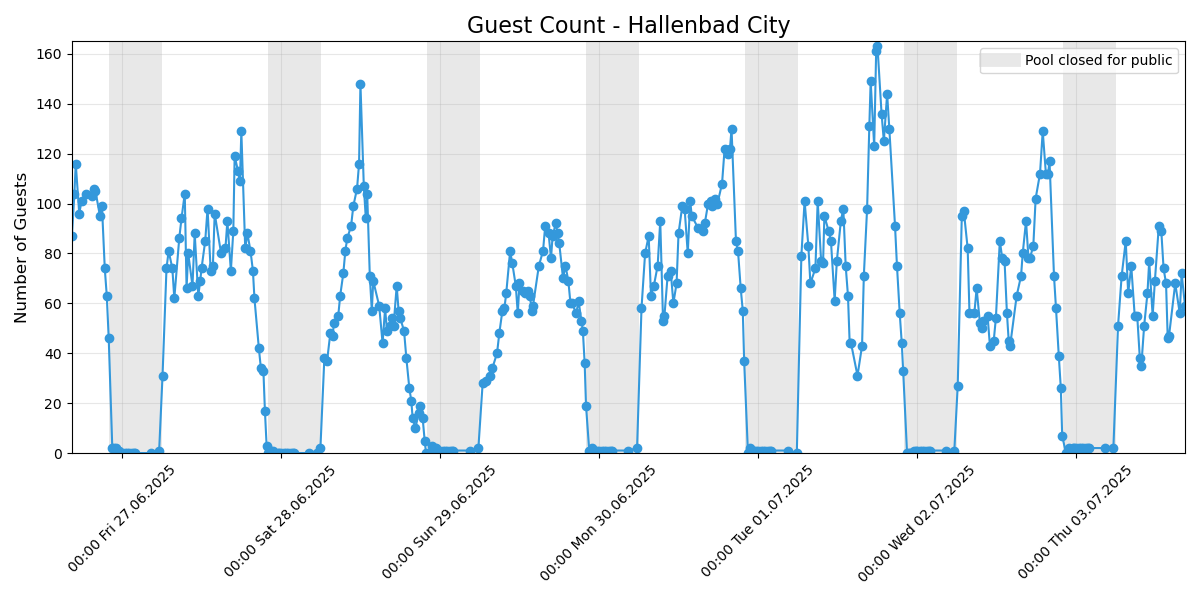 Guest Count - Hallenbad City
Pool closed for public
Number of Guests
160
140
120
100
80
60
40
20
0
00:00 Fri 27.06.2025
00:00 Sat 28.06.2025
00:00 Sun 29.06.2025
00:00 Mon 30.06.2025
00:00 Tue 01.07.2025
00:00 Wed 02.07.2025
00:00 Thu 03.07.2025